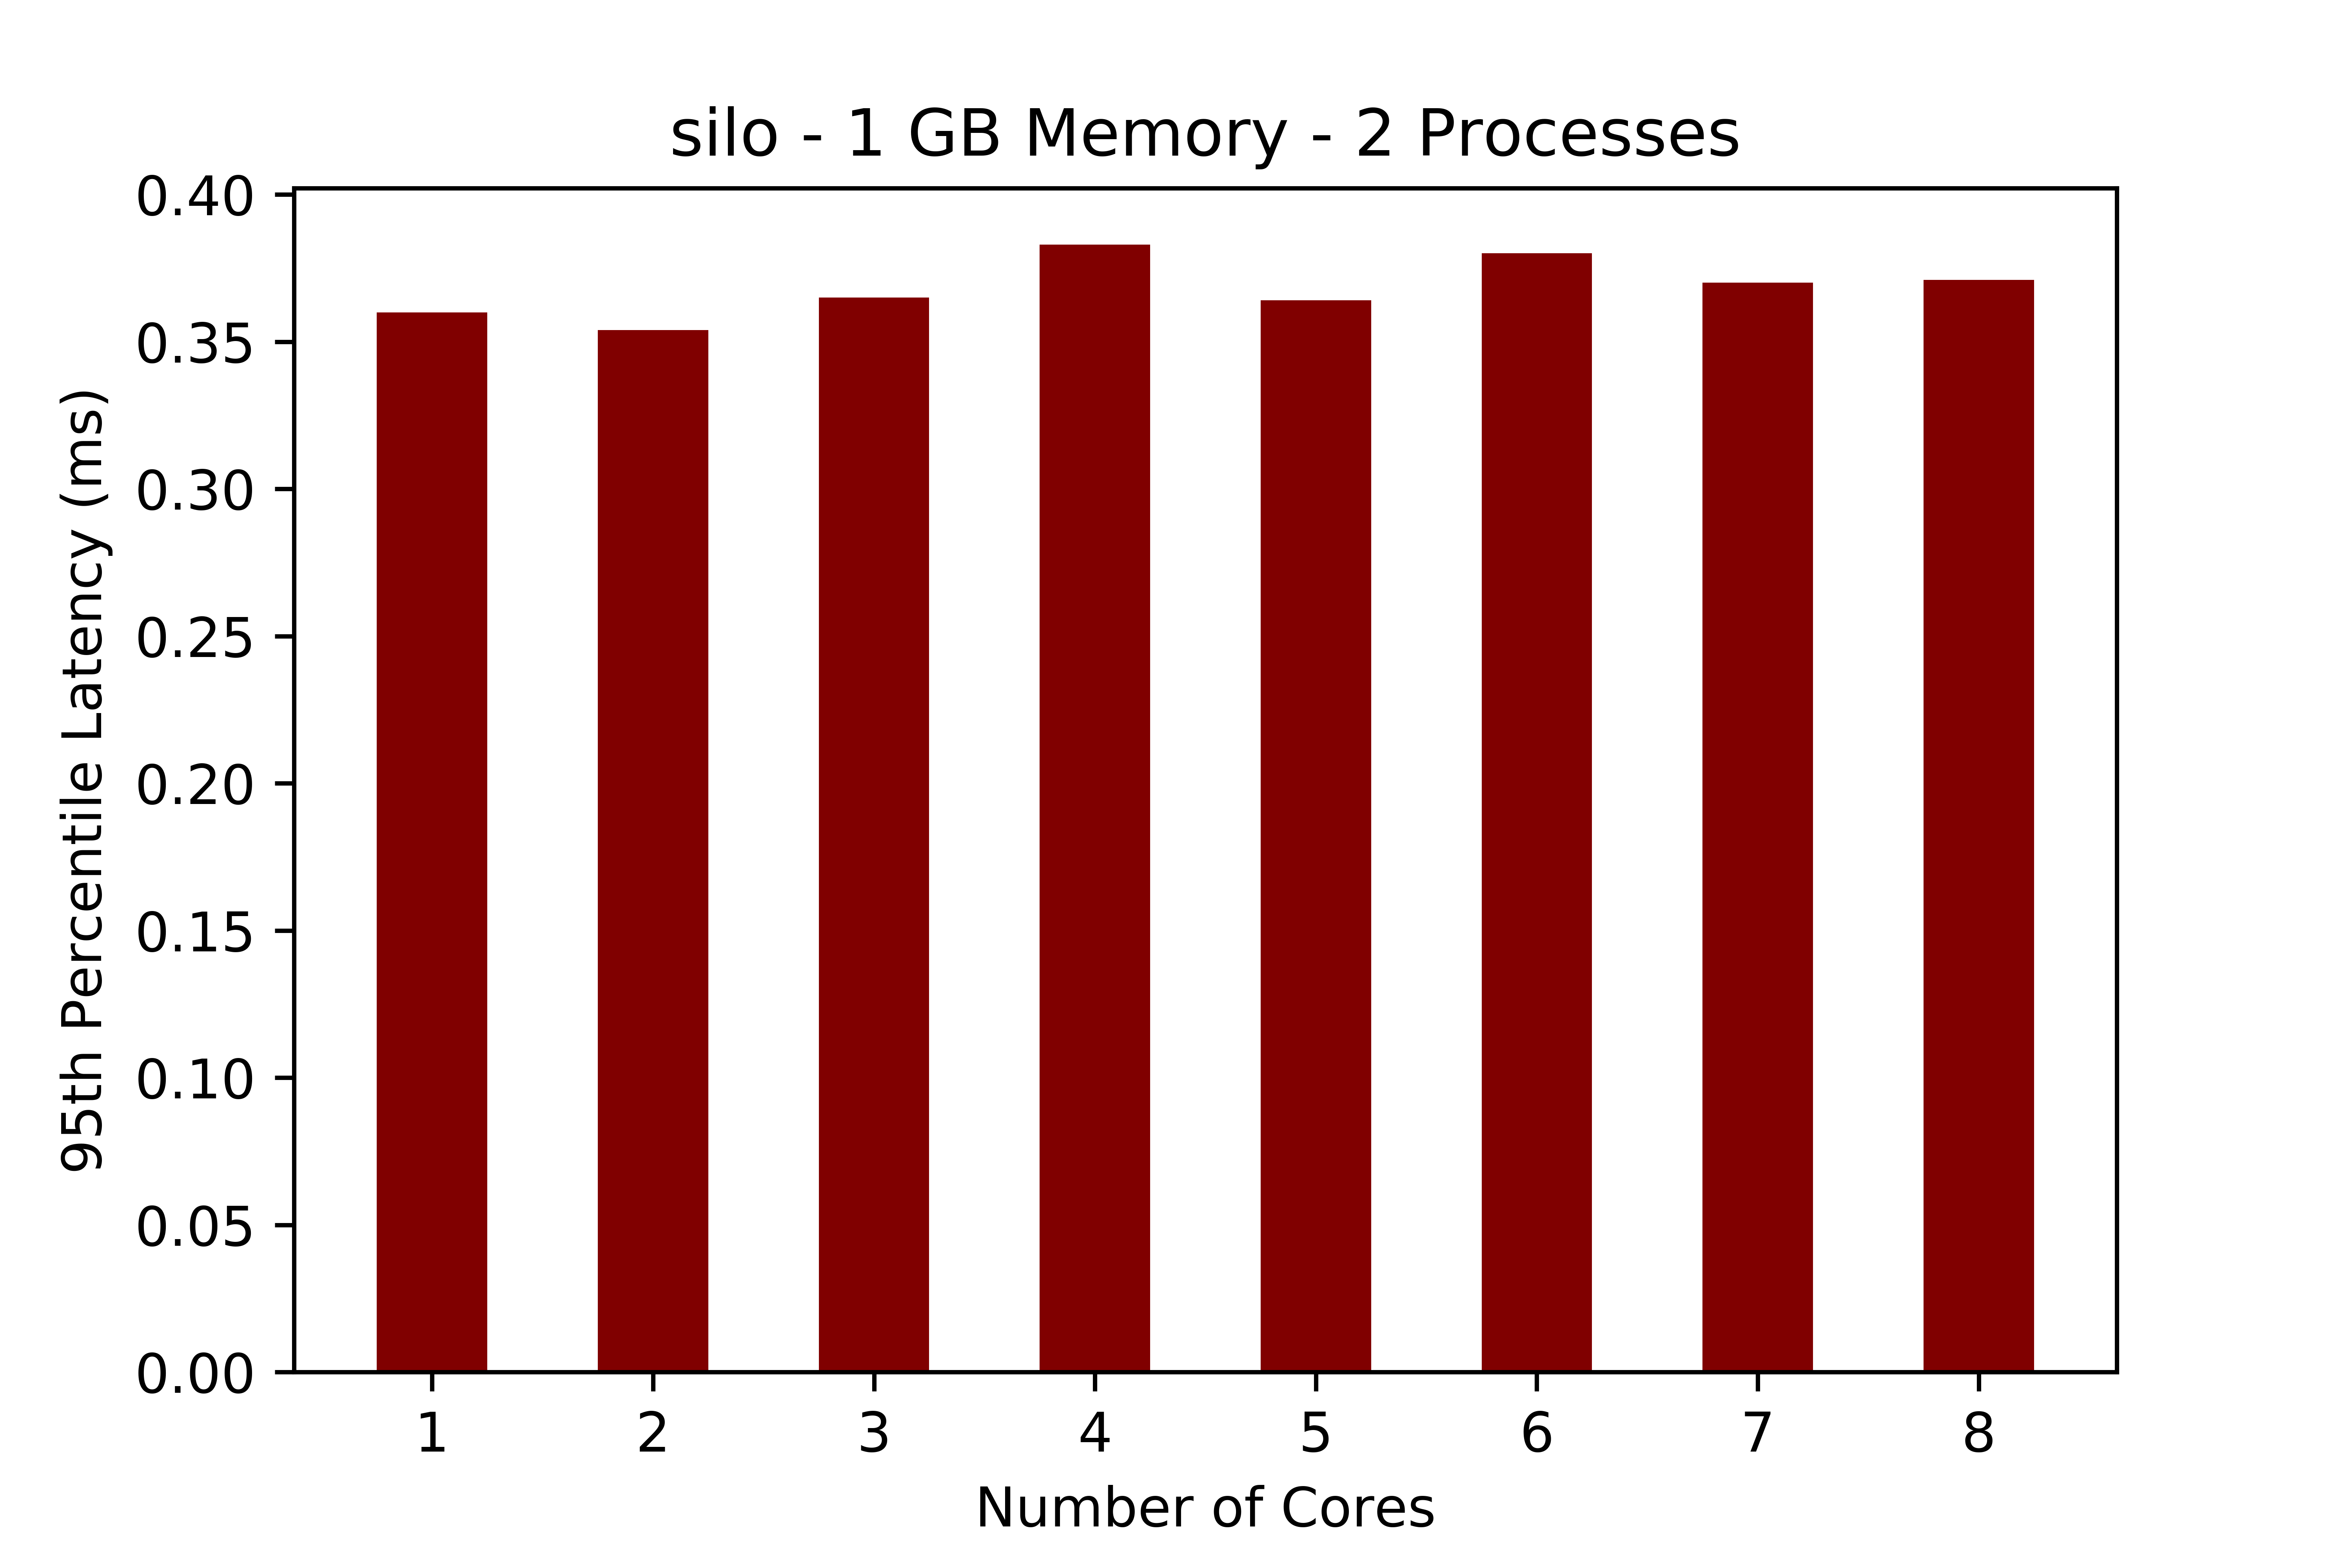 silo - 1 GB Memory - 2 Processes
95th Percentile Latency (ms)
0.40
0.35
0.30
0.25
0.20
0.15
0.10
0.05
0.00
1 2 3 4 5 6 7 8
Number of Cores